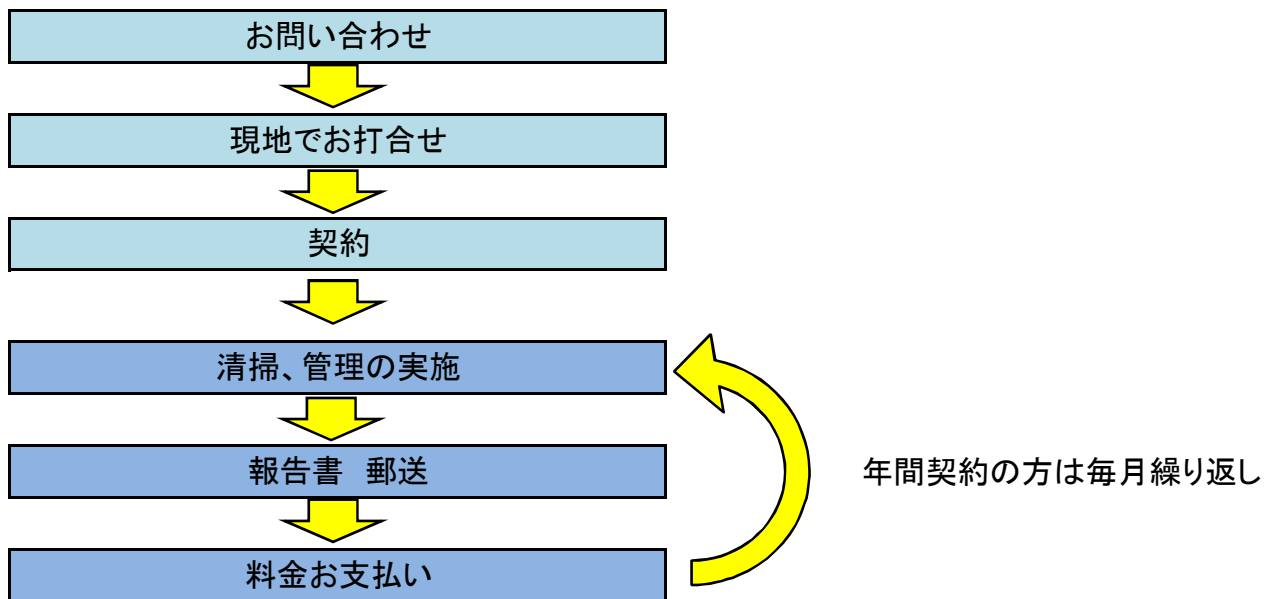 お問い合わせ
現地でお打合せ
契約
清掃、管理の実施
報告書　郵送
年間契約の方は毎月繰り返し
料金お支払い